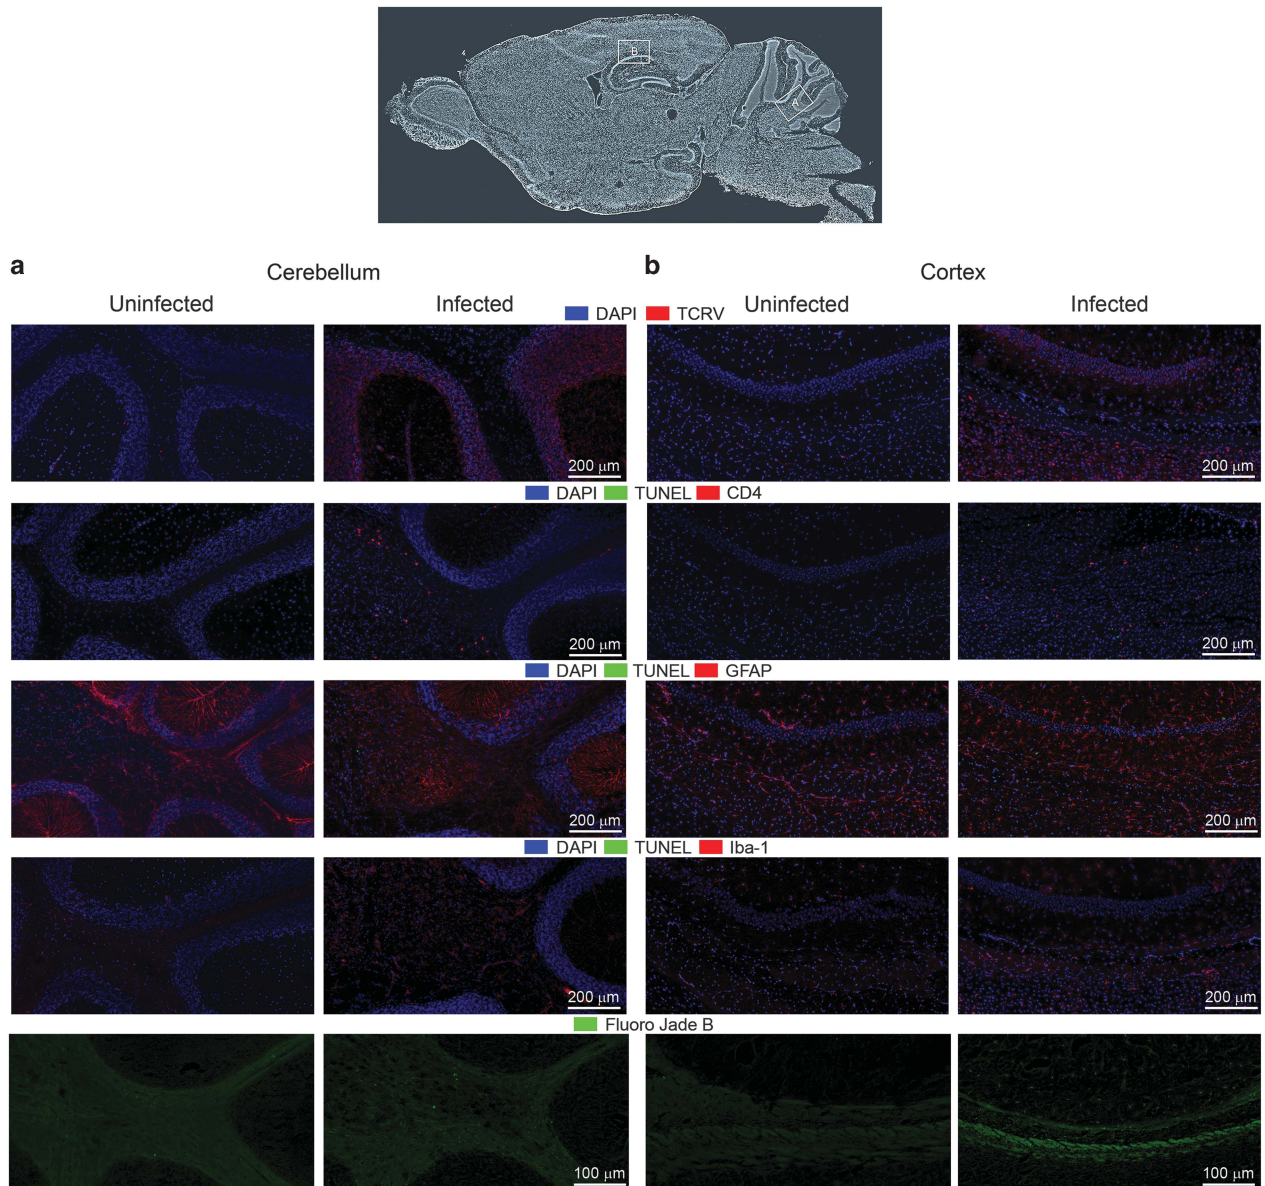 B
A
a
Cerebellum
b
Cortex
Uninfected
Infected
DAPI TCRV
Uninfected
Infected
200 μm
200 μm
DAPI TUNEL CD4
200 μm
200 μm
DAPI TUNEL GFAP
200 μm
200 μm
DAPI TUNEL Iba-1
200 μm
200 μm
Fluoro Jade B
100 μm
100 μm